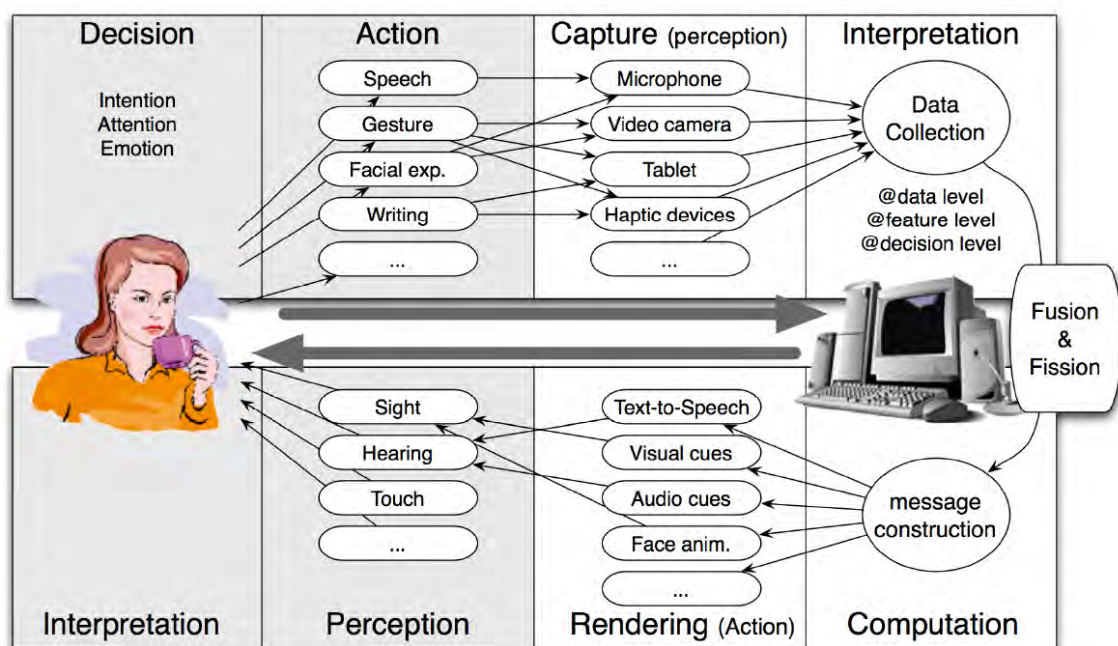 Decision
Intention
Attention
Emotion
Action
Speech
Gesture
Facial exp.
Writing
...
Capture (perception)
Microphone
Video camera
Tablet
Haptic devices
...
Interpretation
Data
Collection
@data level
@feature level
@decision level
Fusion
&
Fission
Sight
Hearing
Touch
...
Text-to-Speech
Visual cues
Audio cues
Face anim.
...
message
construction
Interpretation
Perception
Rendering (Action)
Computation